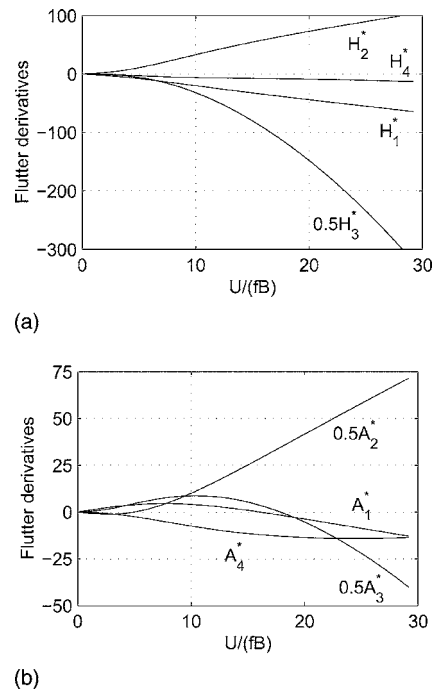 100
0
−100
−200
−300
Flutter derivatives
H₂*
H₄*
H₁*
0.5H₃*
0 10 20 30
U/(fB)
(a)
75
50
25
0
−25
−50
Flutter derivatives
0.5A₂*
A₁*
A₄*
0.5A₃*
0 10 20 30
U/(fB)
(b)